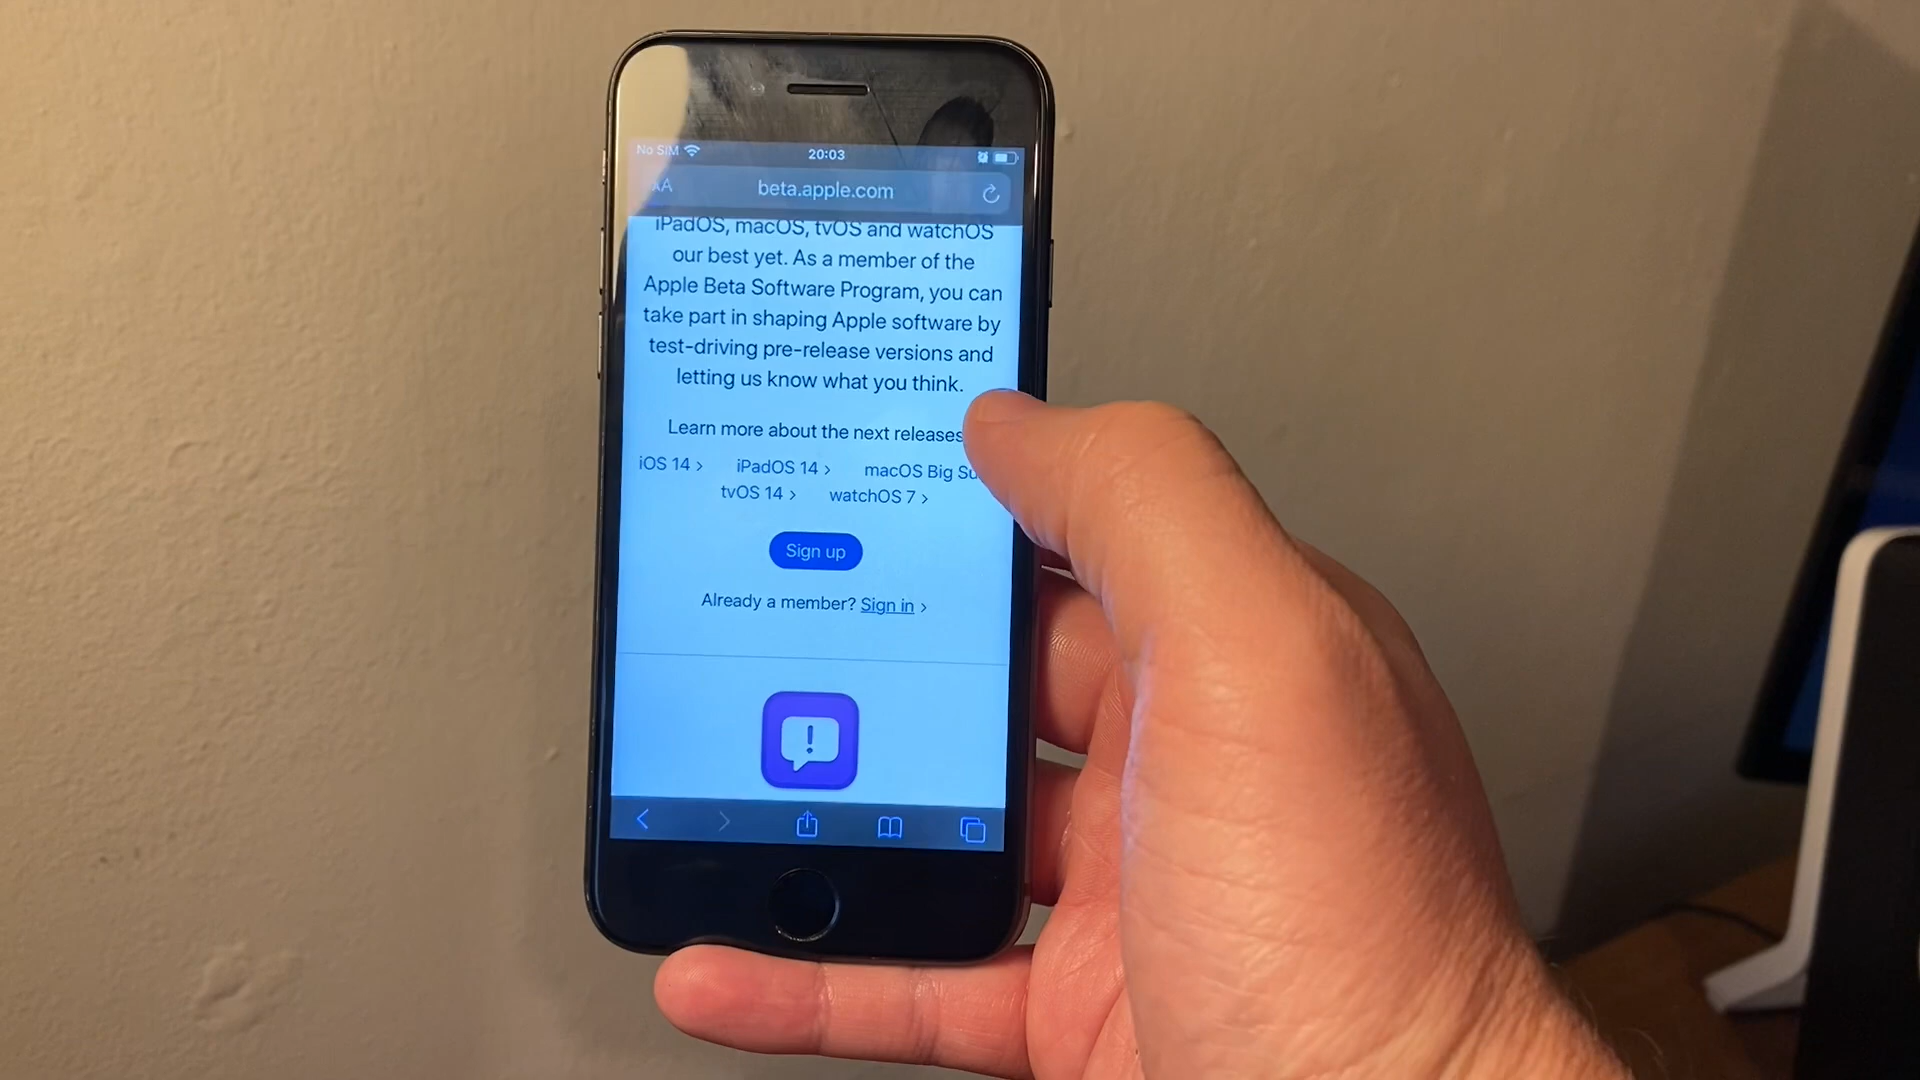 No SIM 20:03
AA beta.apple.com
iPadOS, macOS, tvOS and watchOS
our best yet. As a member of the
Apple Beta Software Program, you can
take part in shaping Apple software by
test-driving pre-release versions and
letting us know what you think.
Learn more about the next releases
iOS 14 > iPadOS 14 > macOS Big
tvOS 14 > watchOS 7 >
Sign up
Already a member? Sign in >
!